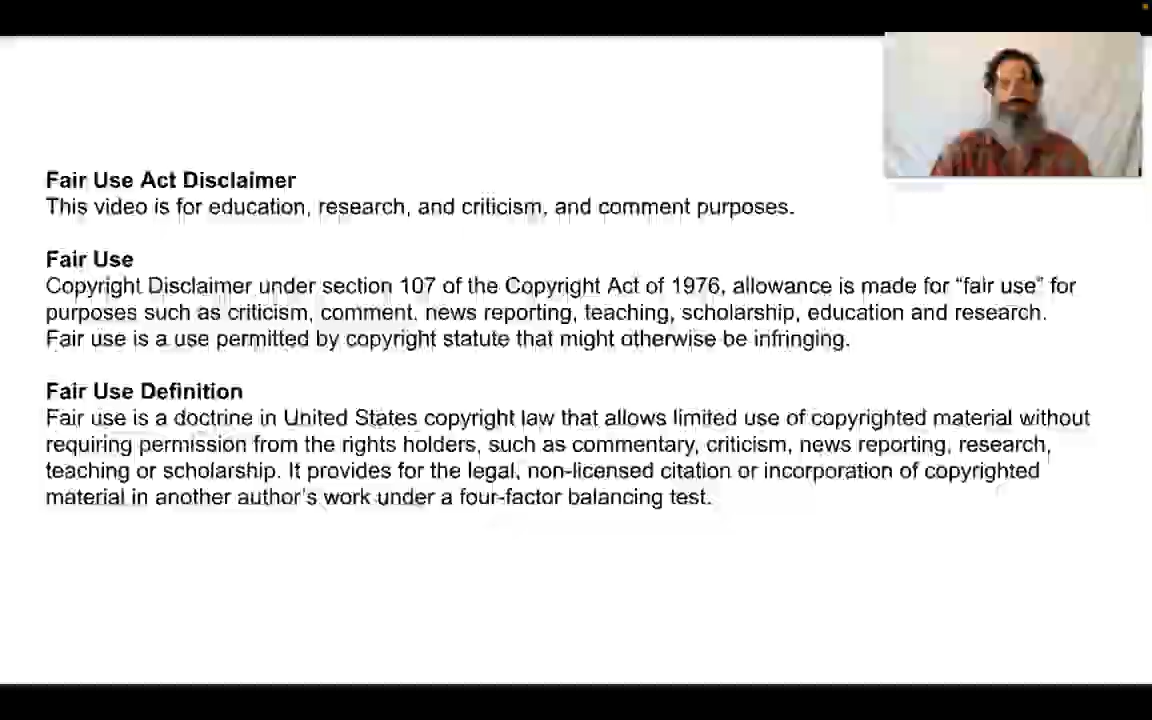 Fair Use Act Disclaimer
This video is for education, research, and criticism, and comment purposes.
Fair Use
Copyright Disclaimer under section 107 of the Copyright Act of 1976, allowance is made for “fair use” for
purposes such as criticism, comment, news reporting, teaching, scholarship, education and research.
Fair use is a use permitted by copyright statute that might otherwise be infringing.
Fair Use Definition
Fair use is a doctrine in United States copyright law that allows limited use of copyrighted material without
requiring permission from the rights holders, such as commentary, criticism, news reporting, research,
teaching or scholarship. It provides for the legal, non-licensed citation or incorporation of copyrighted
material in another author's work under a four-factor balancing test.